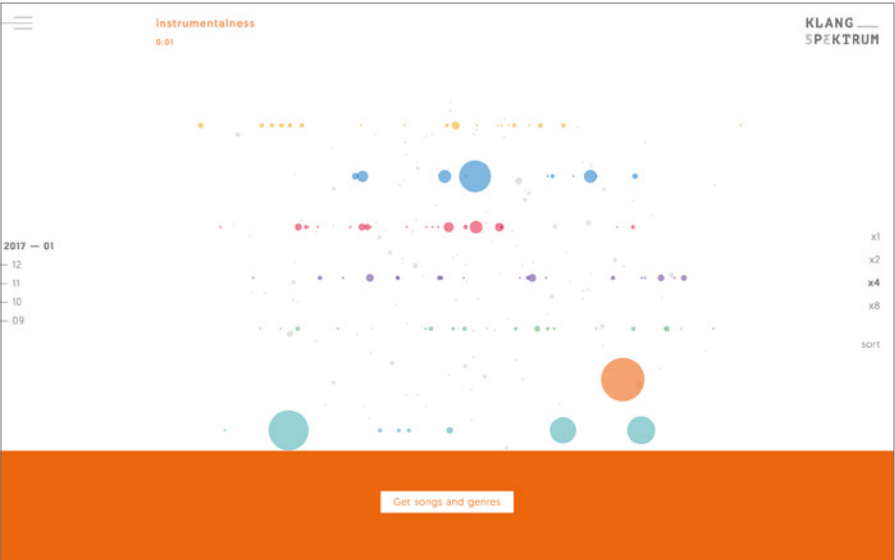 instrumentalness
0.01
KLANG
SPEKTRUM
2017 — 01
— 12
— 11
— 10
— 09
x1
x2
x4
x8
sort
Get songs and genres